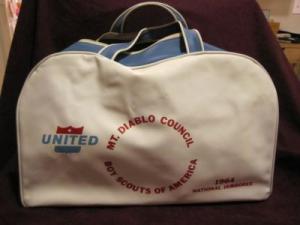 UNITED
MT. DIABLO COUNCIL
BOY SCOUTS OF AMERICA
1964
NATIONAL JAMBOREE